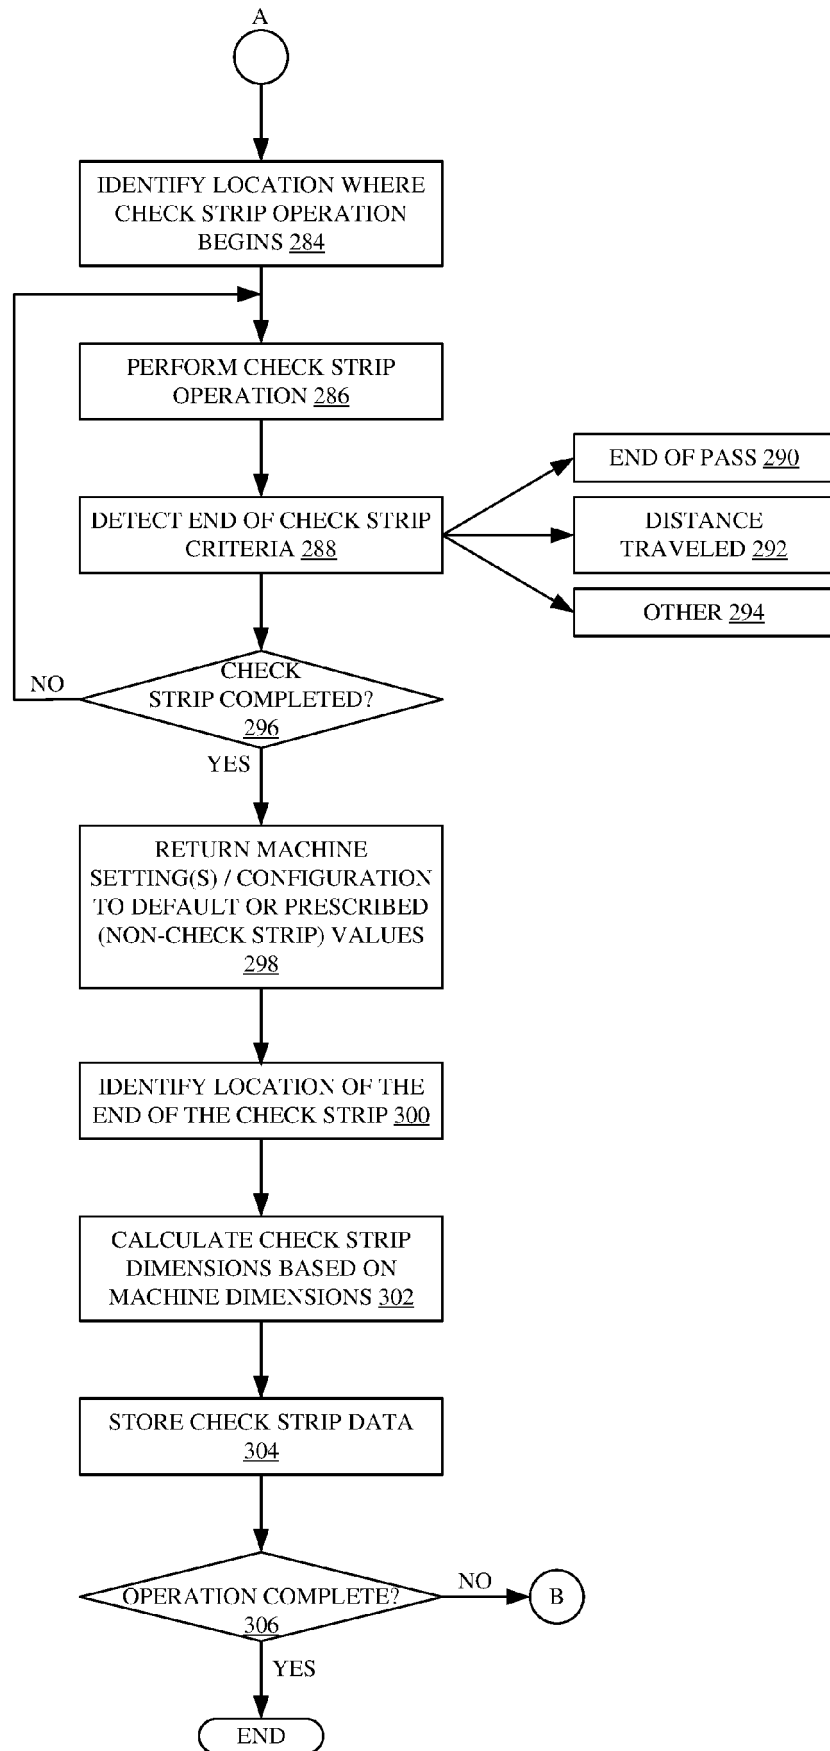 A
IDENTIFY LOCATION WHERE
CHECK STRIP OPERATION
BEGINS 284
PERFORM CHECK STRIP
OPERATION 286
DETECT END OF CHECK STRIP
CRITERIA 288
END OF PASS 290
DISTANCE
TRAVELED 292
OTHER 294
CHECK
STRIP COMPLETED?
296
NO
YES
RETURN MACHINE
SETTING(S) / CONFIGURATION
TO DEFAULT OR PRESCRIBED
(NON-CHECK STRIP) VALUES
298
IDENTIFY LOCATION OF THE
END OF THE CHECK STRIP 300
CALCULATE CHECK STRIP
DIMENSIONS BASED ON
MACHINE DIMENSIONS 302
STORE CHECK STRIP DATA
304
OPERATION COMPLETE?
306
NO
B
YES
END